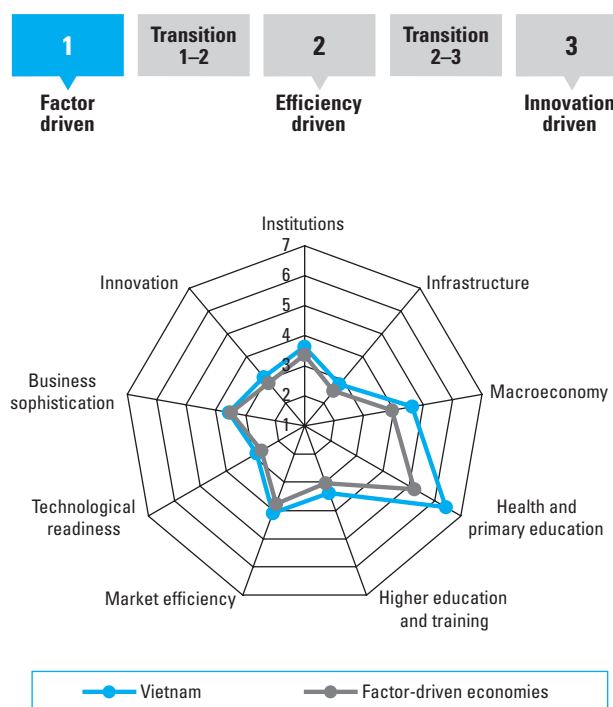 1
Transition
1–2
2
Transition
2–3
3
Factor
driven
Efficiency
driven
Innovation
driven
Institutions
7
6
5
4
3
2
1
Innovation
Infrastructure
Business
sophistication
Macroeconomy
Technological
readiness
Health and
primary education
Market efficiency
Higher education
and training
Vietnam
Factor-driven economies